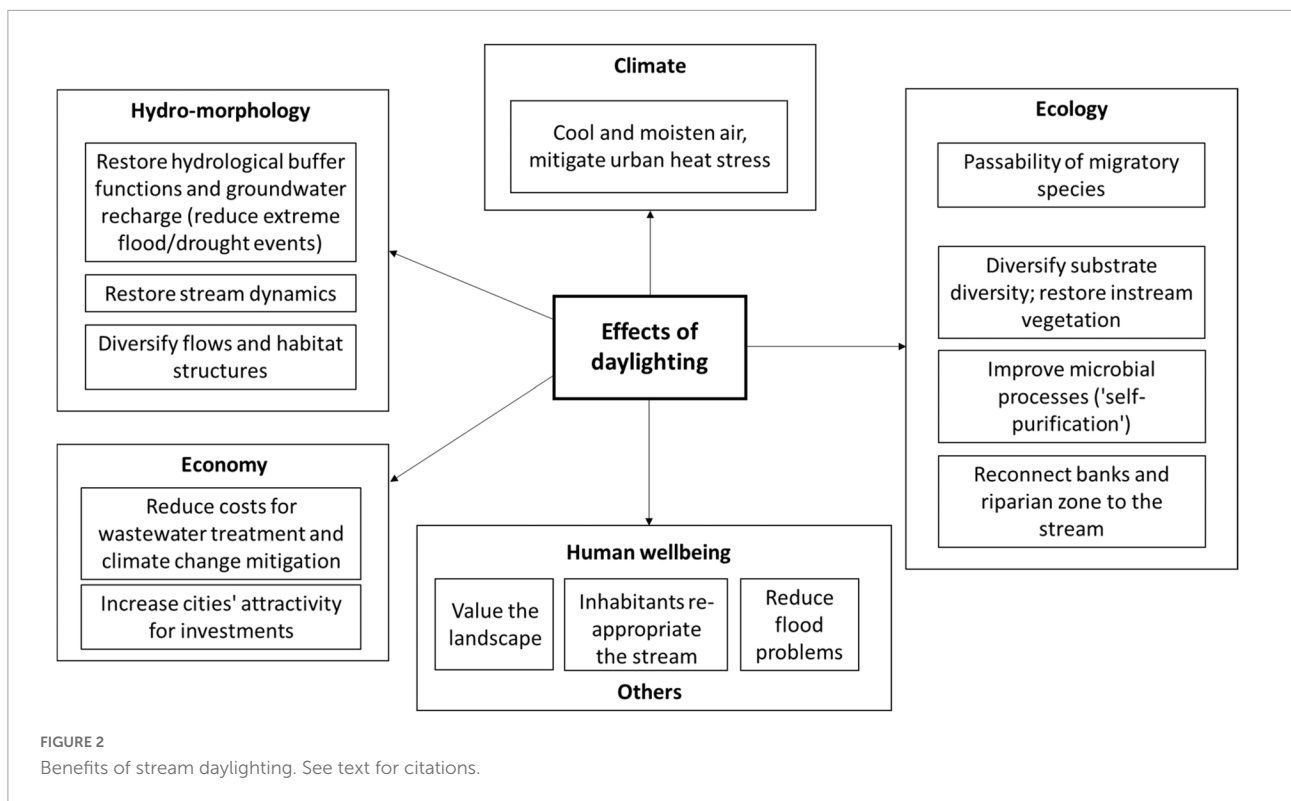 Climate
Cool and moisten air,
mitigate urban heat stress
Hydro-morphology
Restore hydrological buffer
functions and groundwater
recharge (reduce extreme
flood/drought events)
Restore stream dynamics
Diversify flows and habitat
structures
Ecology
Passability of migratory
species
Diversify substrate
diversity; restore instream
vegetation
Improve microbial
processes ('self-
purification')
Reconnect banks and
riparian zone to the
stream
Effects of
daylighting
Economy
Reduce costs for
wastewater treatment and
climate change mitigation
Increase cities' attractivity
for investments
Human wellbeing
Value the
landscape
Inhabitants re-
appropriate
the stream
Reduce
flood
problems
Others
FIGURE 2
Benefits of stream daylighting. See text for citations.